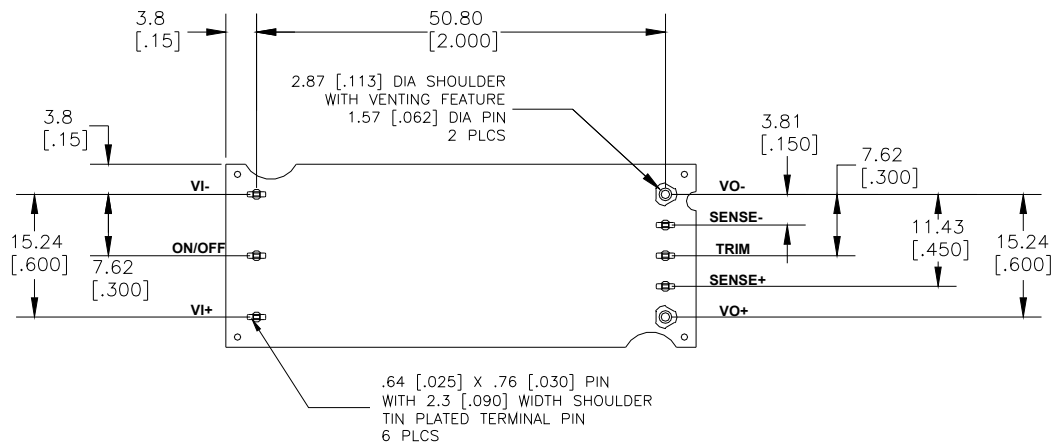 3.8
[.15]
50.80
[2.000]
2.87 [.113] DIA SHOULDER
WITH VENTING FEATURE
1.57 [.062] DIA PIN
2 PLCS
3.8
[.15]
3.81
[.150]
7.62
[.300]
VI-
VO-
SENSE-
15.24
[.600]
ON/OFF
7.62
[.300]
TRIM
11.43
[.450]
15.24
[.600]
SENSE+
VI+
VO+
.64 [.025] X .76 [.030] PIN
WITH 2.3 [.090] WIDTH SHOULDER
TIN PLATED TERMINAL PIN
6 PLCS